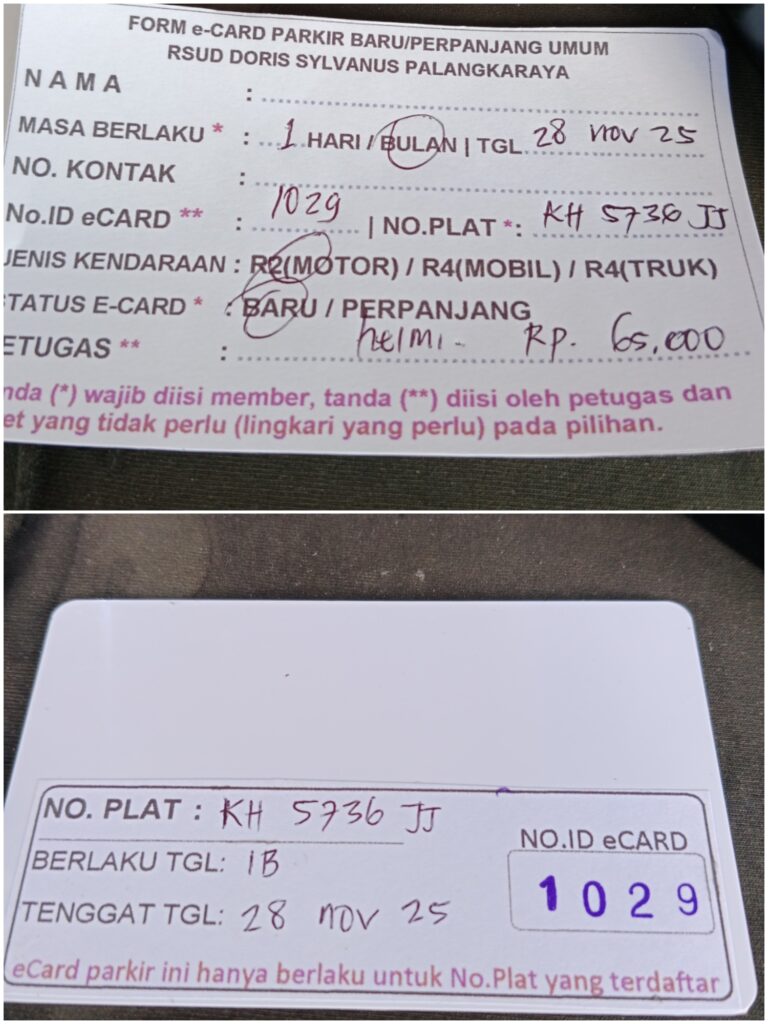 FORM e-CARD PARKIR BARU/PERPANJANG UMUM
RSUD DORIS SYLVANUS PALANGKARAYA
NAMA :
MASA BERLAKU * : 1 HARI / BULAN | TGL 28 nov 25
NO. KONTAK :
No.ID eCARD ** : 1029 | NO.PLAT *: KH 5736 JJ
JENIS KENDARAAN : R2(MOTOR) / R4(MOBIL) / R4(TRUK)
STATUS E-CARD * : BARU / PERPANJANG
ETUGAS ** : helmi- Rp. 65.000
nda (*) wajib diisi member, tanda (**) diisi oleh petugas dan
et yang tidak perlu (lingkari yang perlu) pada pilihan.
NO. PLAT : KH 5736 JJ
BERLAKU TGL: 1B
TENGGAT TGL: 28 nov 25
NO.ID eCARD
1029
eCard parkir ini hanya berlaku untuk No.Plat yang terdaftar